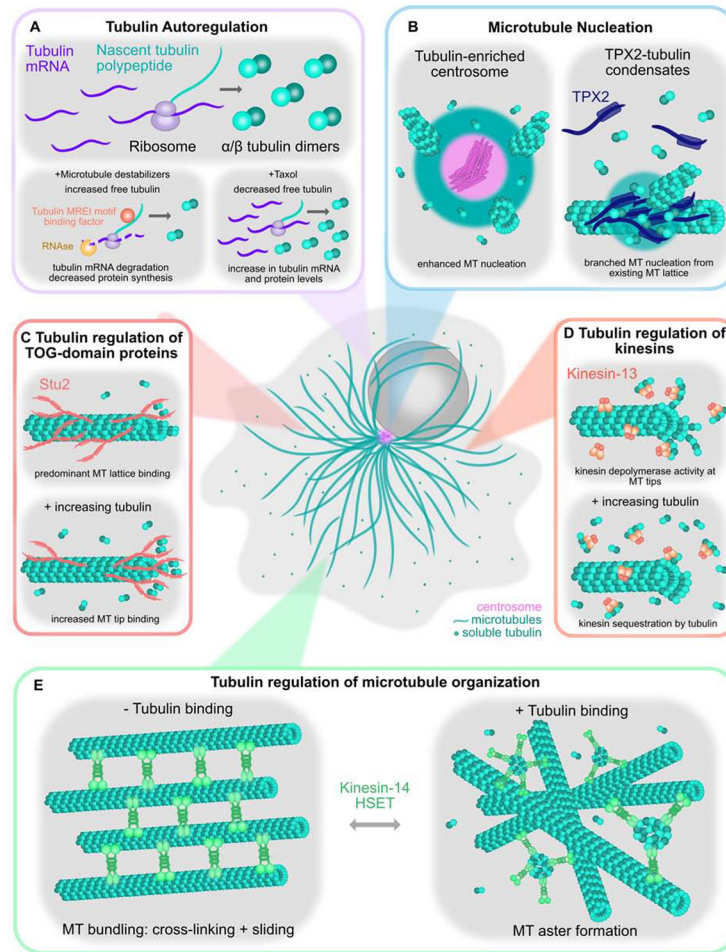 A
Tubulin Autoregulation
Tubulin
mRNA
Nascent tubulin
polypeptide
Ribosome
α/β tubulin dimers
+Microtubule destabilizers
increased free tubulin
Tubulin MREI motif
binding factor
RNAse
tubulin mRNA degradation
decreased protein synthesis
+Taxol
decreased free tubulin
increase in tubulin mRNA
and protein levels
B
Microtubule Nucleation
Tubulin-enriched
centrosome
enhanced MT nucleation
TPX2-tubulin
condensates
TPX2
branched MT nucleation from
existing MT lattice
C Tubulin regulation of
TOG-domain proteins
Stu2
predominant MT lattice binding
+ increasing tubulin
increased MT tip binding
D Tubulin regulation of
kinesins
Kinesin-13
kinesin depolymerase activity at
MT tips
+ increasing tubulin
kinesin sequestration by tubulin
centrosome
microtubules
soluble tubulin
E
Tubulin regulation of microtubule organization
- Tubulin binding
MT bundling: cross-linking + sliding
Kinesin-14
HSET
+ Tubulin binding
MT aster formation